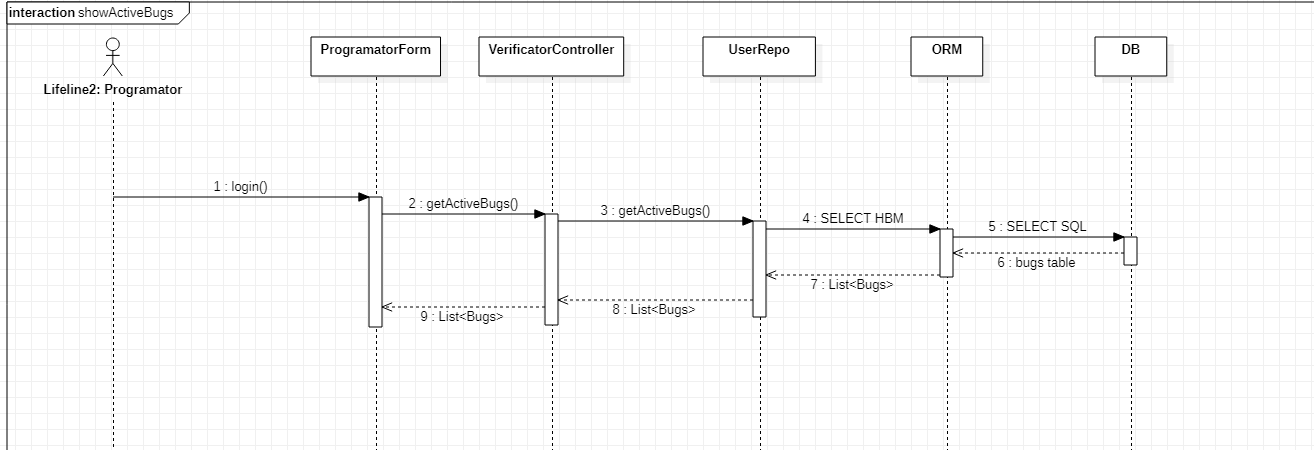 interaction showActiveBugs
ProgramatorForm
VerificatorController
UserRepo
ORM
DB
Lifeline2: Programator
1 : login()
2 : getActiveBugs()
3 : getActiveBugs()
4 : SELECT HBM
5 : SELECT SQL
6 : bugs table
7 : List<Bugs>
8 : List<Bugs>
9 : List<Bugs>